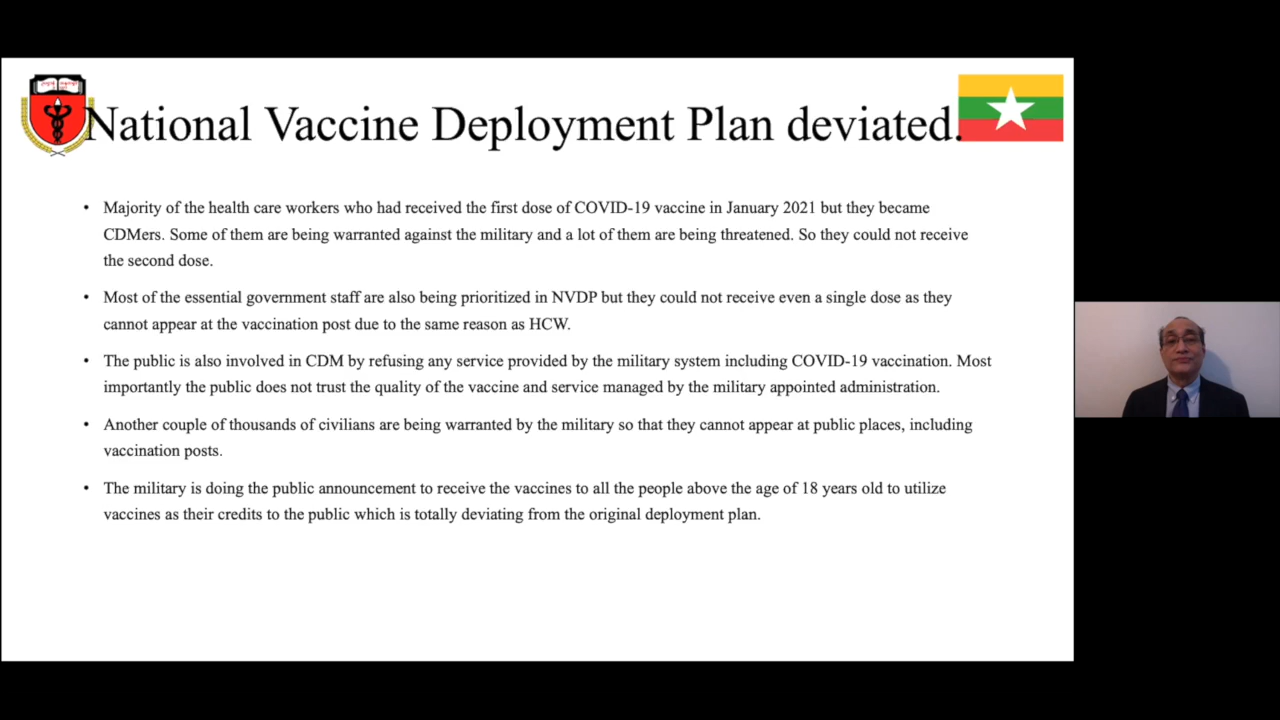 National Vaccine Deployment Plan deviated.
• Majority of the health care workers who had received the first dose of COVID-19 vaccine in January 2021 but they became
CDMers. Some of them are being warranted against the military and a lot of them are being threatened. So they could not receive
the second dose.
• Most of the essential government staff are also being prioritized in NVDP but they could not receive even a single dose as they
cannot appear at the vaccination post due to the same reason as HCW.
• The public is also involved in CDM by refusing any service provided by the military system including COVID-19 vaccination. Most
importantly the public does not trust the quality of the vaccine and service managed by the military appointed administration.
• Another couple of thousands of civilians are being warranted by the military so that they cannot appear at public places, including
vaccination posts.
• The military is doing the public announcement to receive the vaccines to all the people above the age of 18 years old to utilize
vaccines as their credits to the public which is totally deviating from the original deployment plan.